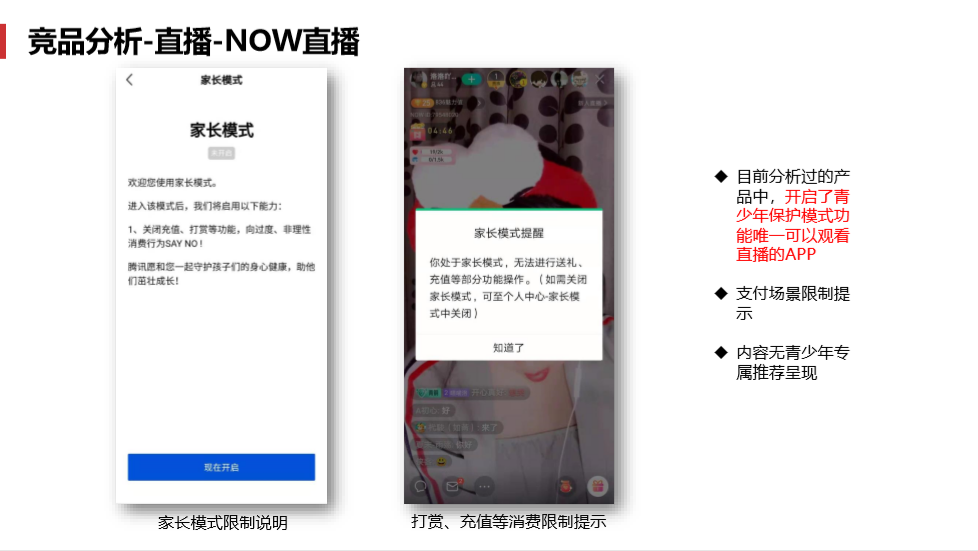 竞品分析-直播-NOW直播
家长模式
家长模式
未开启
欢迎您使用家长模式。
进入该模式后，我们将启用以下能力：
1、关闭充值、打赏等功能，向过度、非理性
消费行为SAY NO！
腾讯愿和您一起守护孩子们的身心健康，助他
们茁壮成长！
现在开启
家长模式限制说明
04:46
家长模式提醒
你处于家长模式，无法进行送礼、
充值等部分功能操作。（如需关闭
家长模式，可至个人中心-家长模
式中关闭）
知道了
打赏、充值等消费限制提示
◆ 目前分析过的产
品中，开启了青
少年保护模式功
能唯一可以观看
直播的APP
◆ 支付场景限制提
示
◆ 内容无青少年专
属推荐呈现